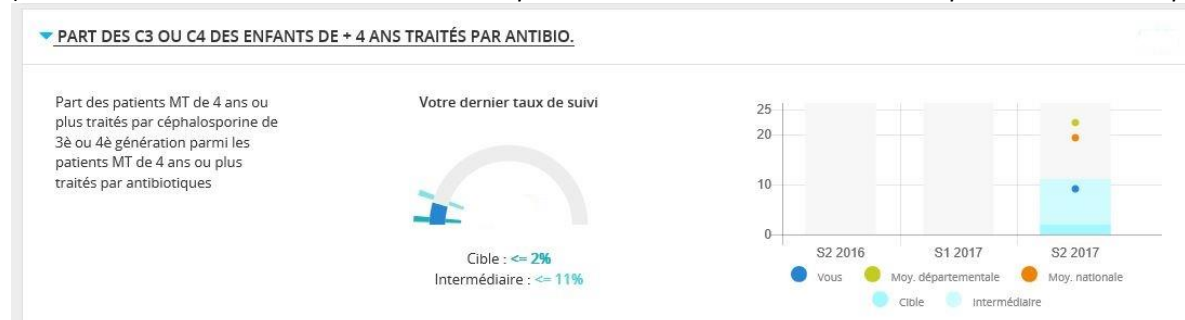 PART DES C3 OU C4 DES ENFANTS DE + 4 ANS TRAITÉS PAR ANTIBIO.
Part des patients MT de 4 ans ou
plus traités par céphalosporine de
3è ou 4è génération parmi les
patients MT de 4 ans ou plus
traités par antibiotiques
Votre dernier taux de suivi
Cible : <= 2%
Intermédiaire : <= 11%
25
20
10
0
S2 2016 S1 2017 S2 2017
Vous Moy. départementale Moy. nationale
Cible Intermédiaire